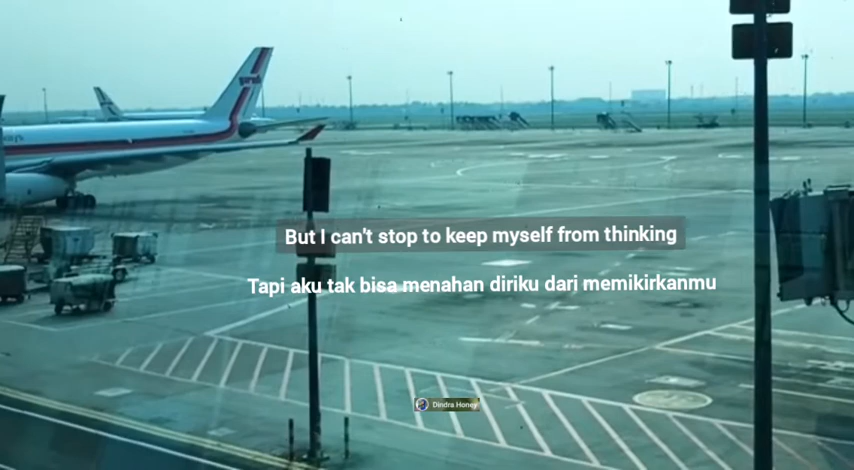 But I can't stop to keep myself from thinking
Tapi aku tak bisa menahan diriku dari memikirkanmu
Dindra Honey